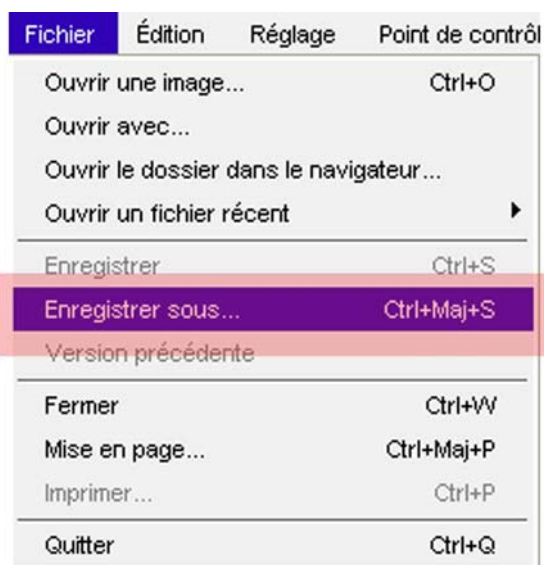 Fichier Édition Réglage Point de contrôl
Ouvrir une image... Ctrl+O
Ouvrir avec...
Ouvrir le dossier dans le navigateur...
Ouvrir un fichier récent
Enregistrer Ctrl+S
Enregistrer sous... Ctrl+Maj+S
Version précédente
Fermer Ctrl+W
Mise en page... Ctrl+Maj+P
Imprimer... Ctrl+P
Quitter Ctrl+Q